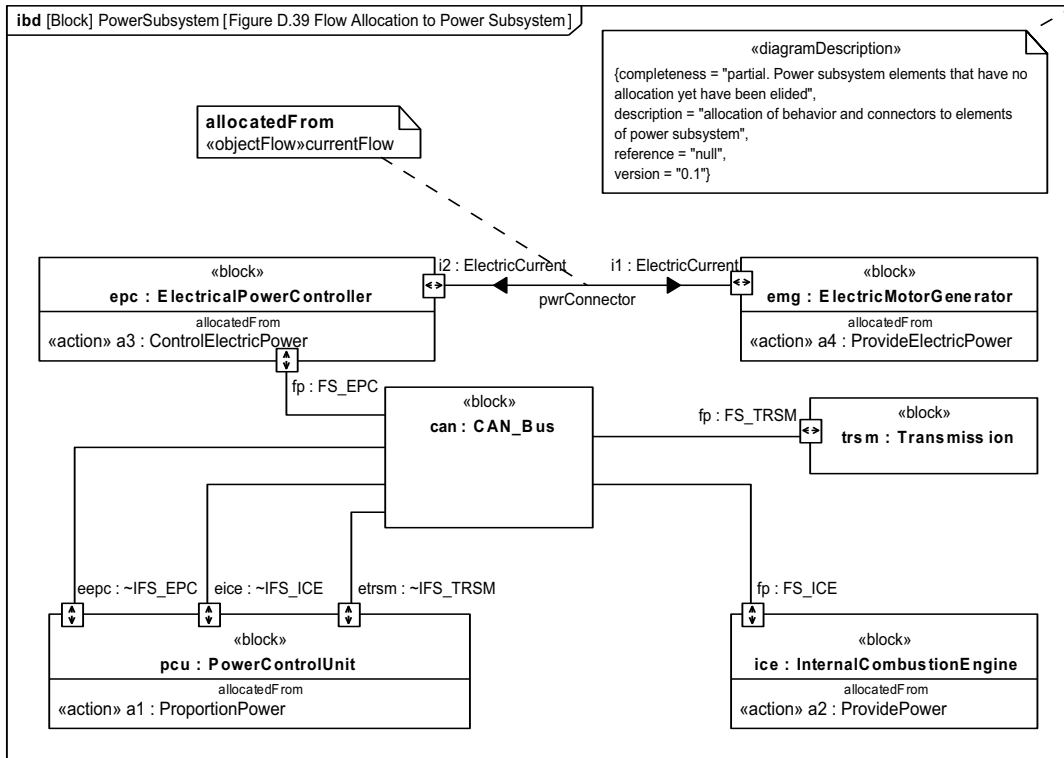 ibd [Block] PowerSubsystem [Figure D.39 Flow Allocation to Power Subsystem]
«diagramDescription»
{completeness = "partial. Power subsystem elements that have no
allocation yet have been elided",
description = "allocation of behavior and connectors to elements
of power subsystem",
reference = "null",
version = "0.1"}
allocatedFrom
«objectFlow»currentFlow
«block»
epc : ElectricalPowerController
allocatedFrom
«action» a3 : ControlElectricPower
i2 : ElectricCurrent
i1 : ElectricCurrent
pwrConnector
«block»
emg : ElectricMotorGenerator
allocatedFrom
«action» a4 : ProvideElectricPower
fp : FS_EPC
«block»
can : CAN_Bus
fp : FS_TRSM
«block»
trsm : Transmission
eepc : ~IFS_EPC
eice : ~IFS_ICE
etrsm : ~IFS_TRSM
fp : FS_ICE
«block»
pcu : PowerControlUnit
allocatedFrom
«action» a1 : ProportionPower
«block»
ice : InternalCombustionEngine
allocatedFrom
«action» a2 : ProvidePower